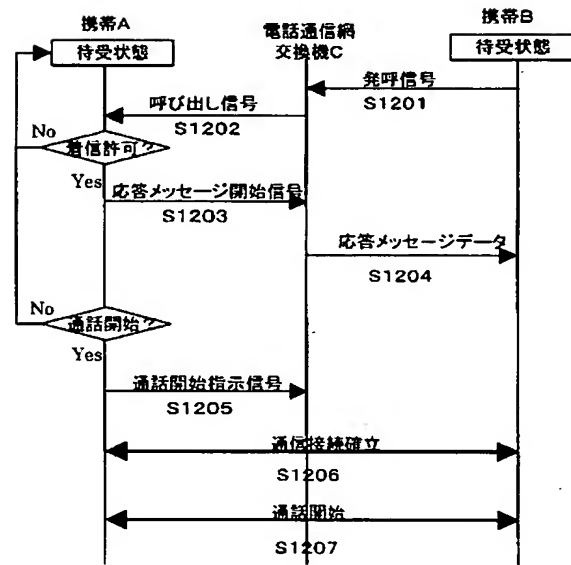 携帯A
電話通信網
交換機C
携帯B
待受状態
待受状態
発呼信号
S1201
呼び出し信号
S1202
No
着信許可?
Yes
応答メッセージ開始信号
S1203
応答メッセージデータ
S1204
No
通話開始?
Yes
通話開始指示信号
S1205
通信接続確立
S1206
通話開始
S1207